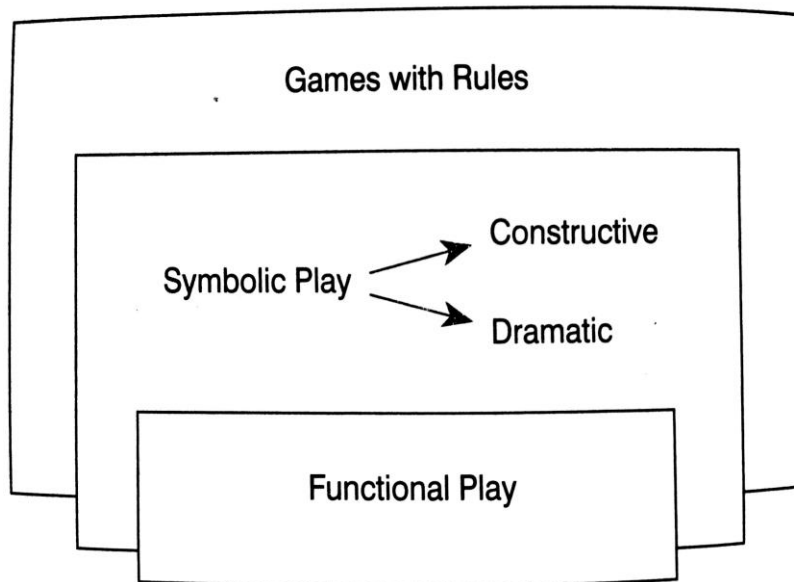 Games with Rules
Constructive
Symbolic Play
Dramatic
Functional Play